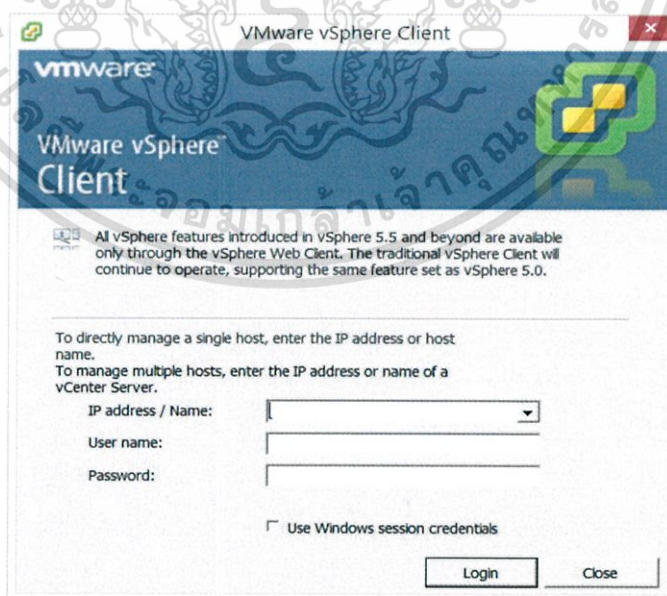 VMware vSphere Client
vmware
VMware vSphere™
Client
All vSphere features introduced in vSphere 5.5 and beyond are available
only through the vSphere Web Client. The traditional vSphere Client will
continue to operate, supporting the same feature set as vSphere 5.0.
To directly manage a single host, enter the IP address or host
name.
To manage multiple hosts, enter the IP address or name of a
vCenter Server.
IP address / Name:
User name:
Password:
Use Windows session credentials
Login
Close